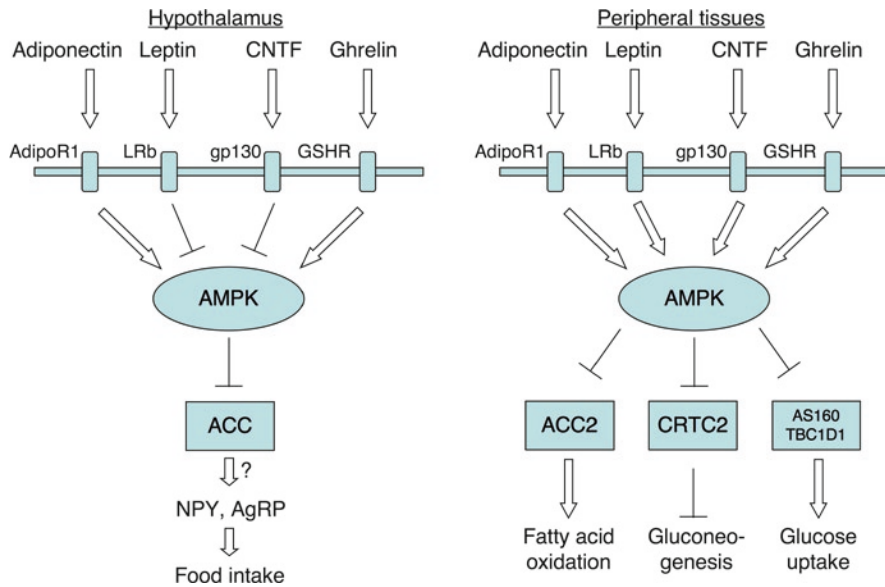 Hypothalamus
Adiponectin Leptin CNTF Ghrelin
AdipoR1 LRb gp130 GSHR
AMPK
ACC
?
NPY, AgRP
Food intake
Peripheral tissues
Adiponectin Leptin CNTF Ghrelin
AdipoR1 LRb gp130 GSHR
AMPK
ACC2
CRTC2
AS160
TBC1D1
Fatty acid
oxidation
Gluconeo-
genesis
Glucose
uptake